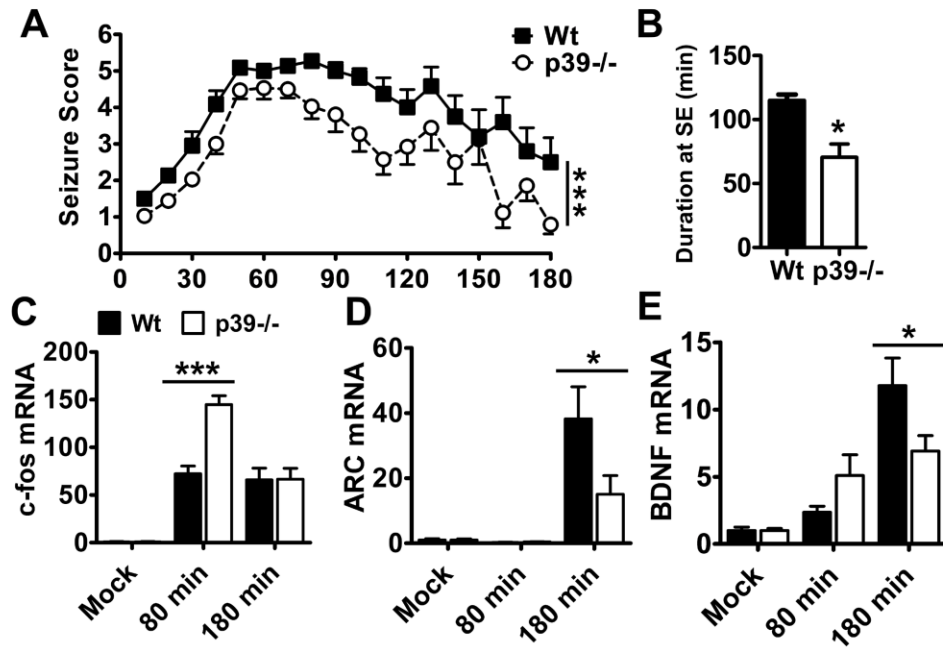 A
Wt
p39-/-
Seizure Score
6
5
4
3
2
1
0
0 30 60 90 120 150 180
***
B
Duration at SE (min)
150
100
50
0
*
Wt p39-/-
C
Wt p39-/-
c-fos mRNA
200
150
100
50
0
***
Mock
80 min
180 min
D
ARC mRNA
60
40
20
0
*
Mock
80 min
180 min
E
BDNF mRNA
15
10
5
0
*
Mock
80 min
180 min